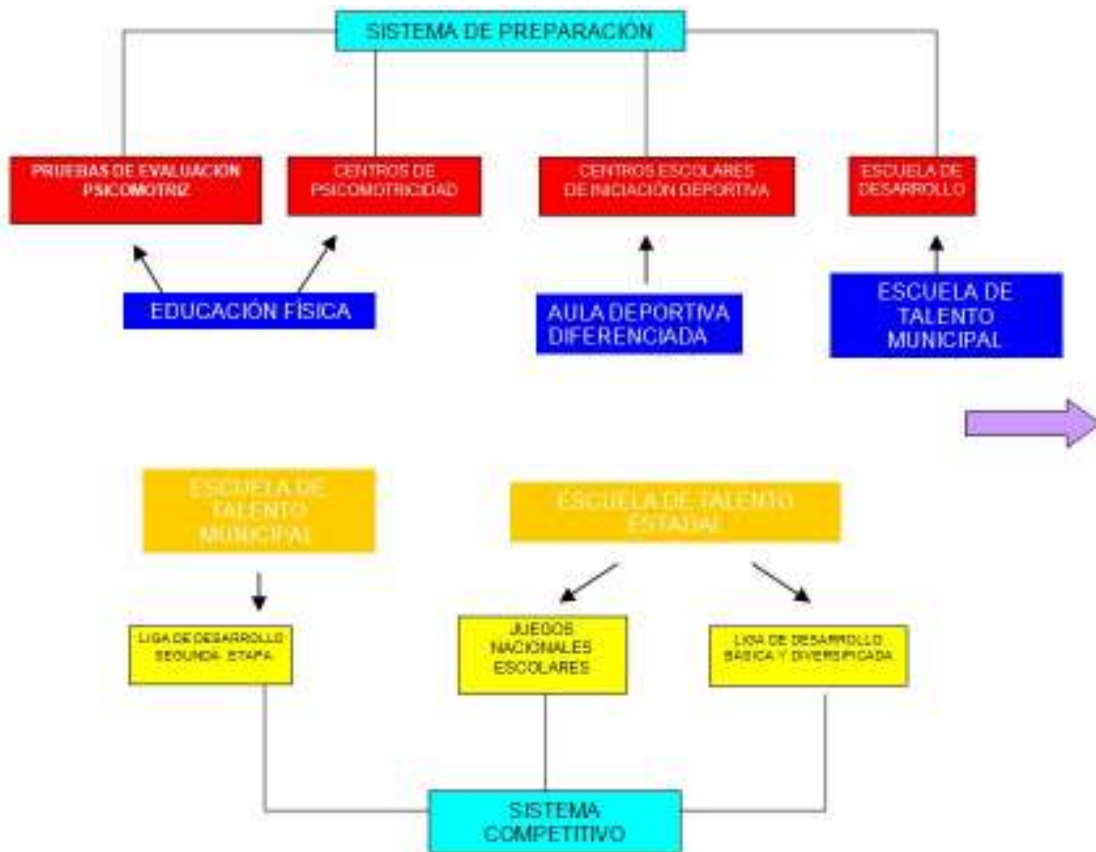 SISTEMA DE PREPARACIÓN
PRUEBAS DE EVALUACION
PSICOMOTRIZ
CENTROS DE
PSICOMOTRICIDAD
CENTROS ESCOLARES
DE INICIACIÓN DEPORTIVA
ESCUELA DE
DESARROLLO
EDUCACIÓN FÍSICA
AULA DEPORTIVA
DIFERENCIADA
ESCUELA DE
TALENTO
MUNICIPAL
ESCUELA DE
TALENTO
MUNICIPAL
ESCUELA DE TALENTO
ESTADAL
LIGA DE DESARROLLO
SEGUNDA ETAPA
JUEGOS
NACIONALES
ESCOLARES
LIGA DE DESARROLLO
BÁSICA Y DIVERSIFICADA
SISTEMA
COMPETITIVO